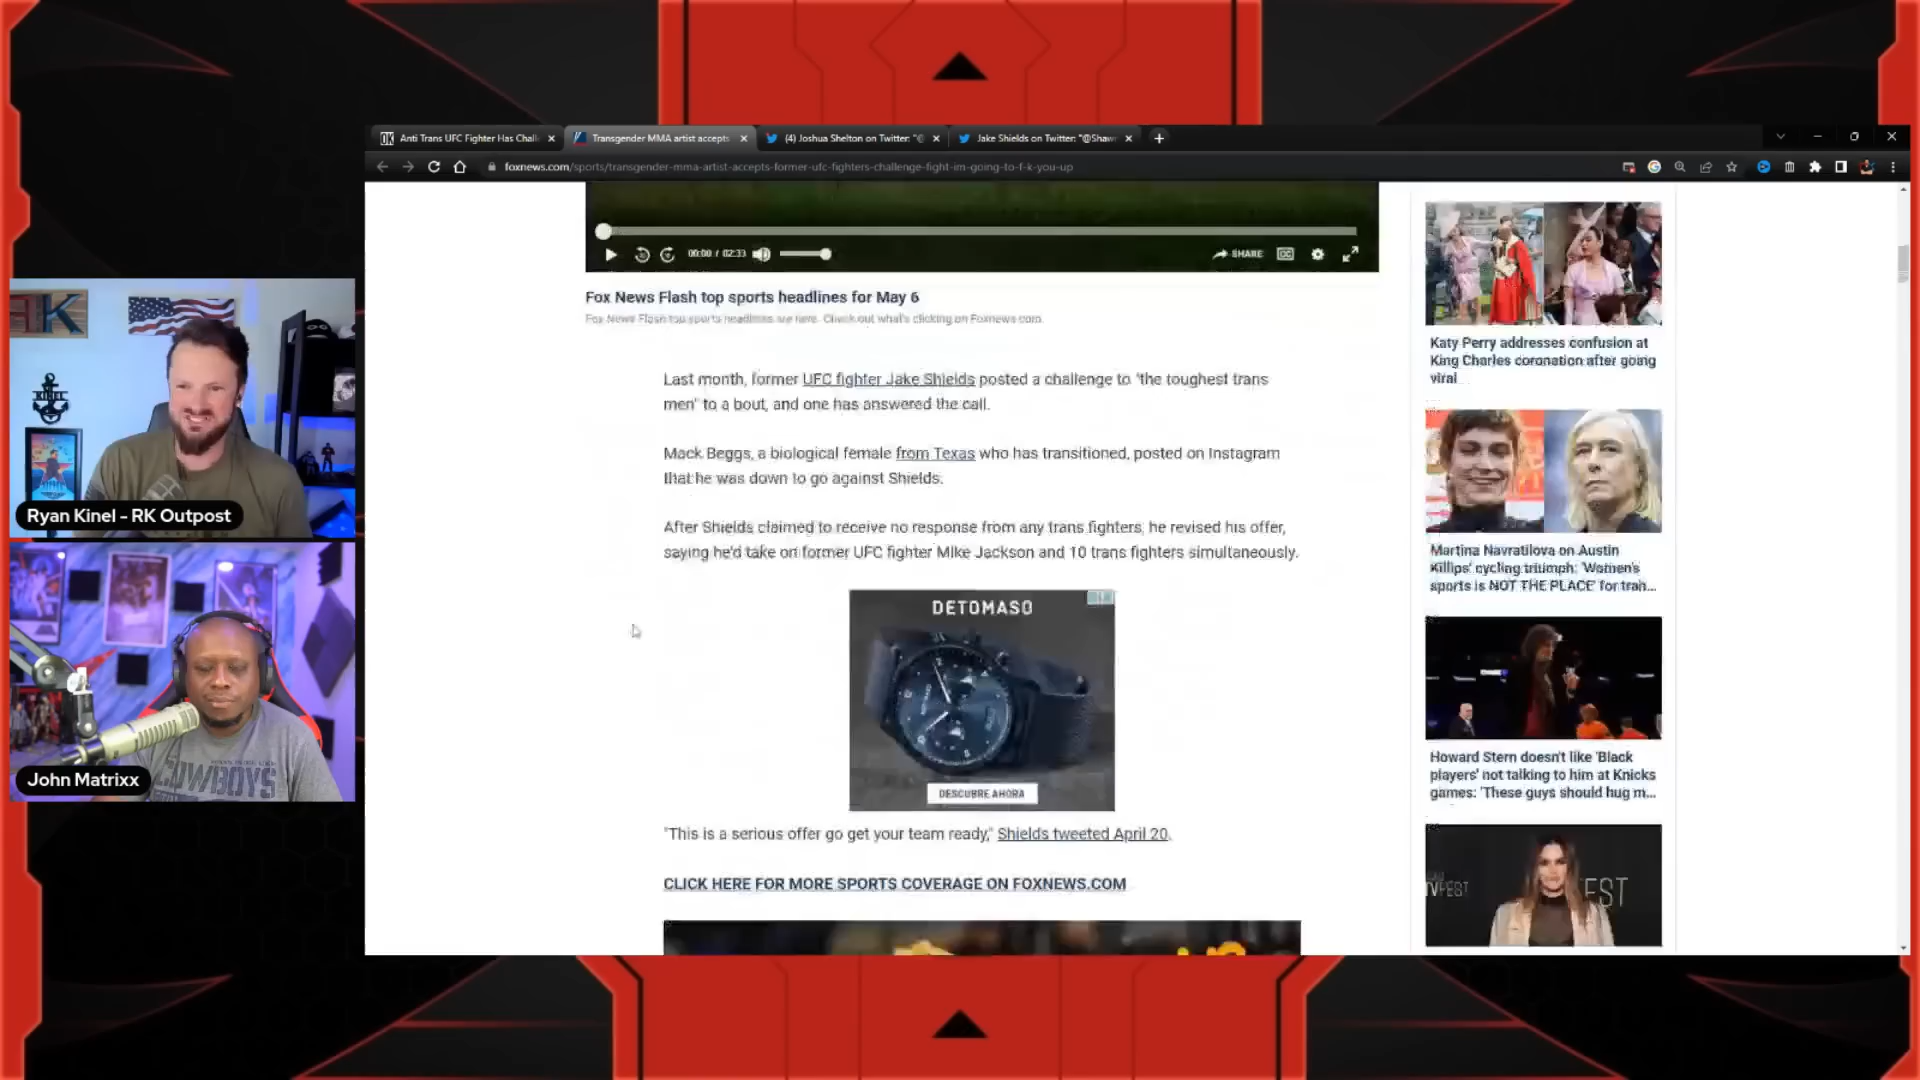 Anti Trans UFC Fighter Has Chall
Transgender MMA artist accepts
(4) Joshua Shelton on Twitter: "@
Jake Shields on Twitter: "@Shaw
foxnews.com/sports/transgender-mma-artist-accepts-former-ufc-fighters-challenge-fight-im-going-to-f-k-you-up
00:00 / 02:33
SHARE
CC
Fox News Flash top sports headlines for May 6
Fox News Flash top sports headlines are here. Check out what's clicking on Foxnews.com.
Last month, former UFC fighter Jake Shields posted a challenge to "the toughest trans
men" to a bout, and one has answered the call.
Mack Beggs, a biological female from Texas who has transitioned, posted on Instagram
that he was down to go against Shields.
After Shields claimed to receive no response from any trans fighters, he revised his offer,
saying he'd take on former UFC fighter Mike Jackson and 10 trans fighters simultaneously.
DETOMASO
DESCUBRE AHORA
"This is a serious offer go get your team ready," Shields tweeted April 20.
CLICK HERE FOR MORE SPORTS COVERAGE ON FOXNEWS.COM
Katy Perry addresses confusion at
King Charles coronation after going
viral
Martina Navratilova on Austin
Killips' cycling triumph: 'Women's
sports is NOT THE PLACE' for tran...
Howard Stern doesn't like 'Black
players' not talking to him at Knicks
games: 'These guys should hug m...
TVFEST
FEST
RK
KINEL
Ryan Kinel - RK Outpost
COWBOYS
John Matrixx